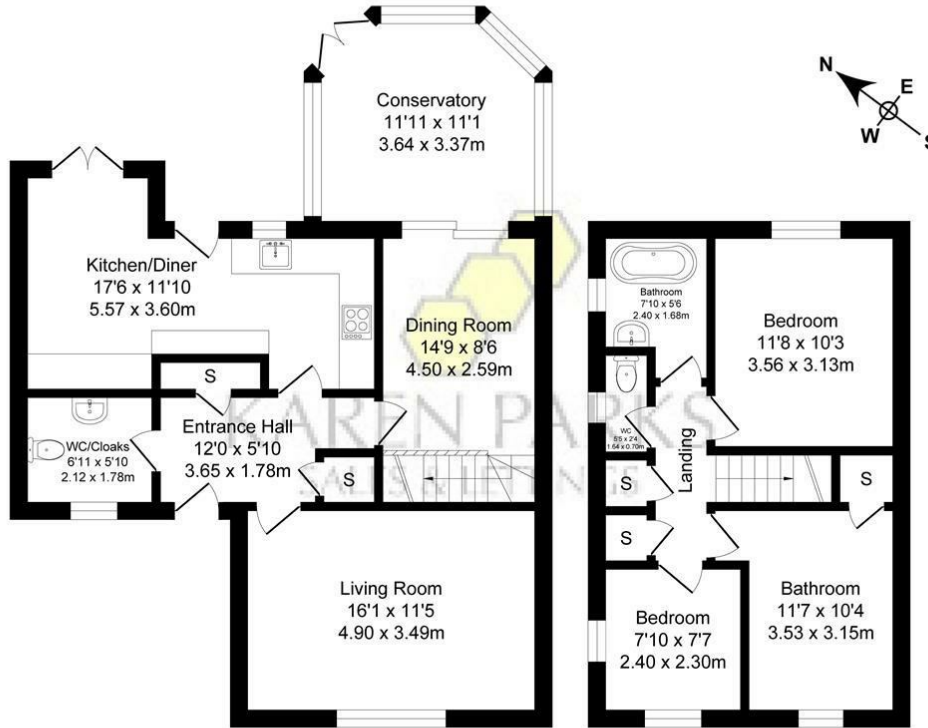 Conservatory
11'11 x 11'1
3.64 x 3.37m
N
E
W
S
Kitchen/Diner
17'6 x 11'10
5.57 x 3.60m
Dining Room
14'9 x 8'6
4.50 x 2.59m
S
WC/Cloaks
6'11 x 5'10
2.12 x 1.78m
Entrance Hall
12'0 x 5'10
3.65 x 1.78m
S
Living Room
16'1 x 11'5
4.90 x 3.49m
KAREN PARKS
SALES & LETTINGS
Bathroom
7'10 x 5'6
2.40 x 1.68m
Bedroom
11'8 x 10'3
3.56 x 3.13m
WC
5'5 x 2'4
1.64 x 0.70m
Landing
S
S
S
Bedroom
7'10 x 7'7
2.40 x 2.30m
Bathroom
11'7 x 10'4
3.53 x 3.15m